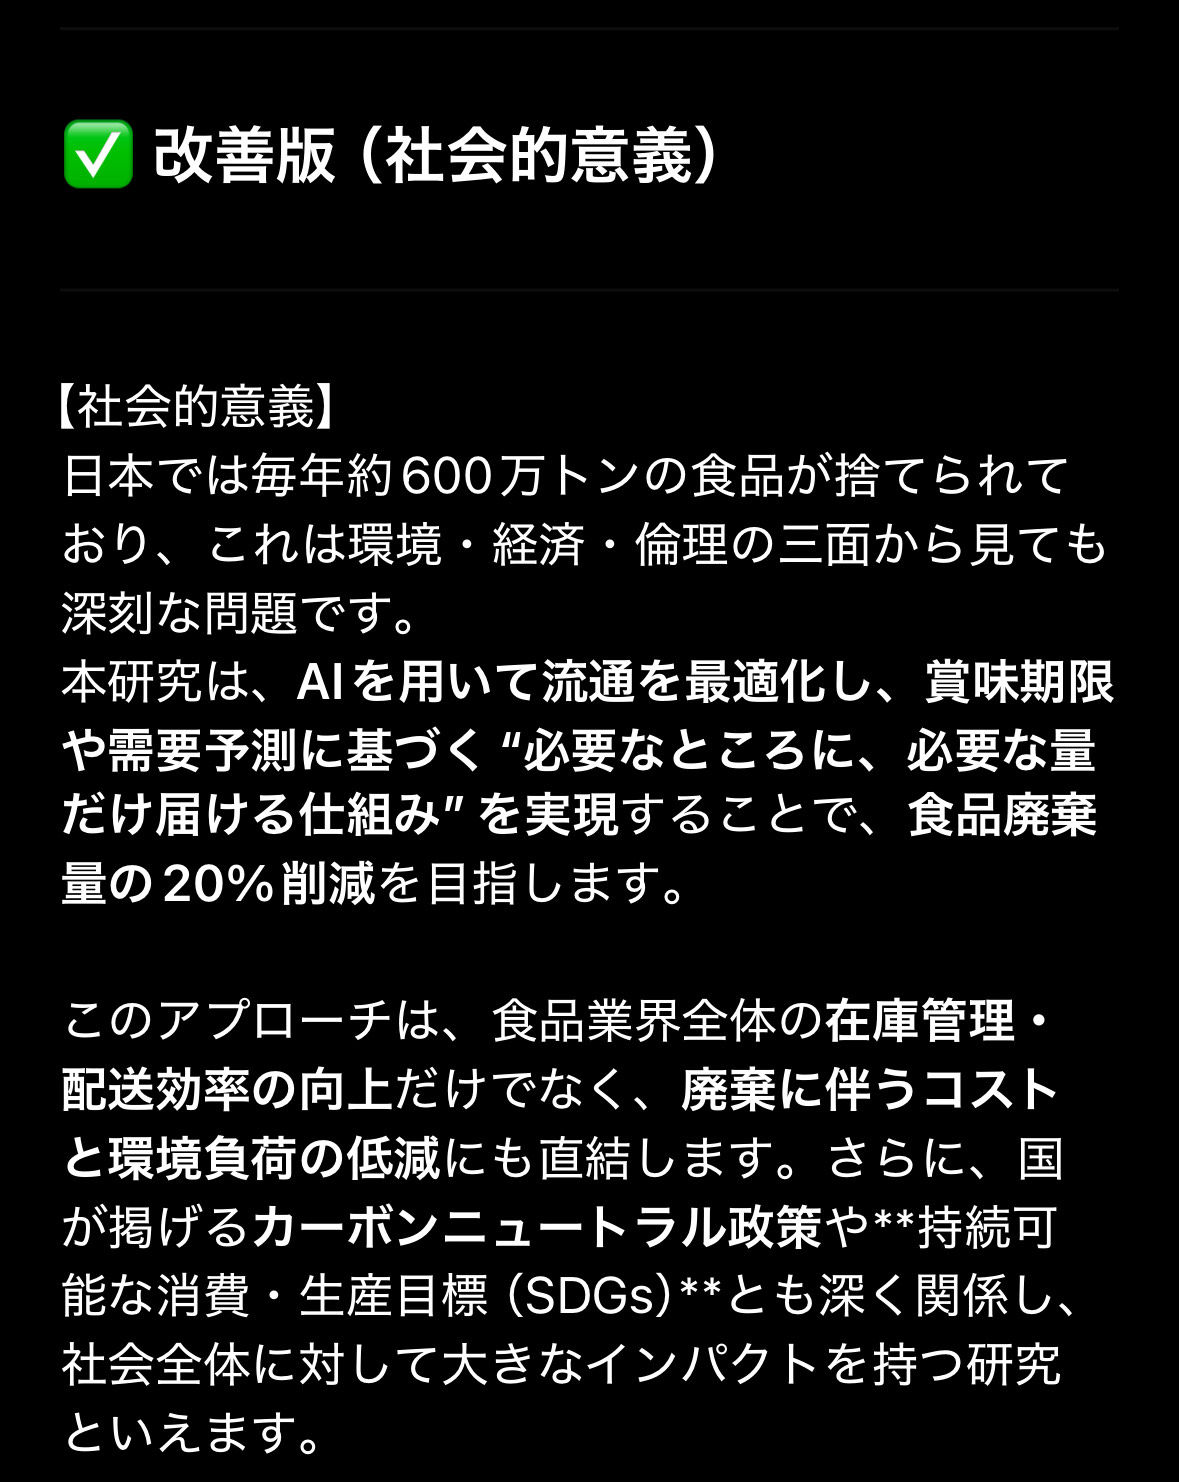 ✅ 改善版（社会的意義）
【社会的意義】
日本では毎年約600万トンの食品が捨てられて
おり、これは環境・経済・倫理の三面から見ても
深刻な問題です。
本研究は、AIを用いて流通を最適化し、賞味期限
や需要予測に基づく“必要なところに、必要な量
だけ届ける仕組み”を実現することで、食品廃棄
量の20%削減を目指します。
このアプローチは、食品業界全体の在庫管理・
配送効率の向上だけでなく、廃棄に伴うコスト
と環境負荷の低減にも直結します。さらに、国
が掲げるカーボンニュートラル政策や**持続可
能な消費・生産目標（SDGs）**とも深く関係し、
社会全体に対して大きなインパクトを持つ研究
といえます。